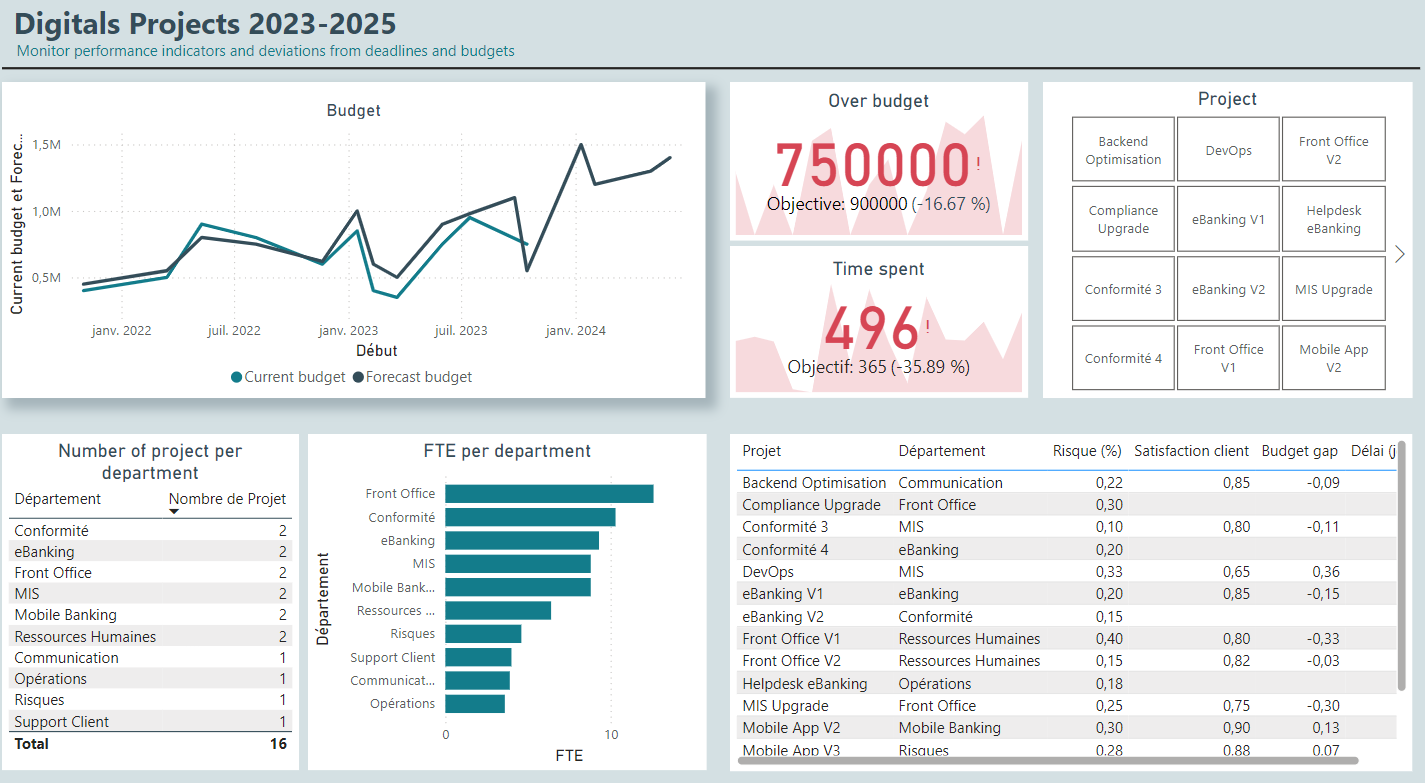 Digitals Projects 2023-2025
Monitor performance indicators and deviations from deadlines and budgets
Budget
Current budget et Forec...
1,5M
1,0M
0,5M
janv. 2022 juil. 2022 janv. 2023 juil. 2023 janv. 2024
Début
Current budget Forecast budget
Over budget
750000!
Objective: 900000 (-16.67 %)
Time spent
496!
Objectif: 365 (-35.89 %)
Project
Backend
Optimisation
DevOps
Front Office
V2
Compliance
Upgrade
eBanking V1
Helpdesk
eBanking
Conformité 3
eBanking V2
MIS Upgrade
Conformité 4
Front Office
V1
Mobile App
V2
Number of project per
department
Département Nombre de Projet
Conformité 2
eBanking 2
Front Office 2
MIS 2
Mobile Banking 2
Ressources Humaines 2
Communication 1
Opérations 1
Risques 1
Support Client 1
Total 16
FTE per department
Département
Front Office
Conformité
eBanking
MIS
Mobile Bank...
Ressources ...
Risques
Support Client
Communicat...
Opérations
0 10
FTE
Projet Département Risque (%) Satisfaction client Budget gap Délai (j
Backend Optimisation Communication 0,22 0,85 -0,09
Compliance Upgrade Front Office 0,30
Conformité 3 MIS 0,10 0,80 -0,11
Conformité 4 eBanking 0,20
DevOps MIS 0,33 0,65 0,36
eBanking V1 eBanking 0,20 0,85 -0,15
eBanking V2 Conformité 0,15
Front Office V1 Ressources Humaines 0,40 0,80 -0,33
Front Office V2 Ressources Humaines 0,15 0,82 -0,03
Helpdesk eBanking Opérations 0,18
MIS Upgrade Front Office 0,25 0,75 -0,30
Mobile App V2 Mobile Banking 0,30 0,90 0,13
Mobile App V3 Risques 0,28 0,88 0,07